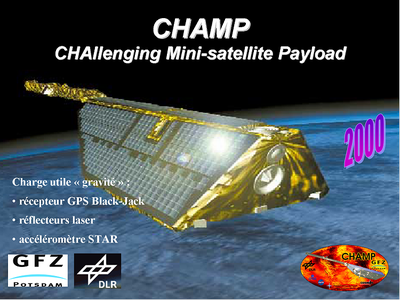 CHAMP
CHAllenging Mini-satellite Payload
2000
Charge utile « gravité » :
• récepteur GPS Black-Jack
• réflecteurs laser
• accéléromètre STAR
GFZ
POTSDAM
DLR
CHAMP
GFZ